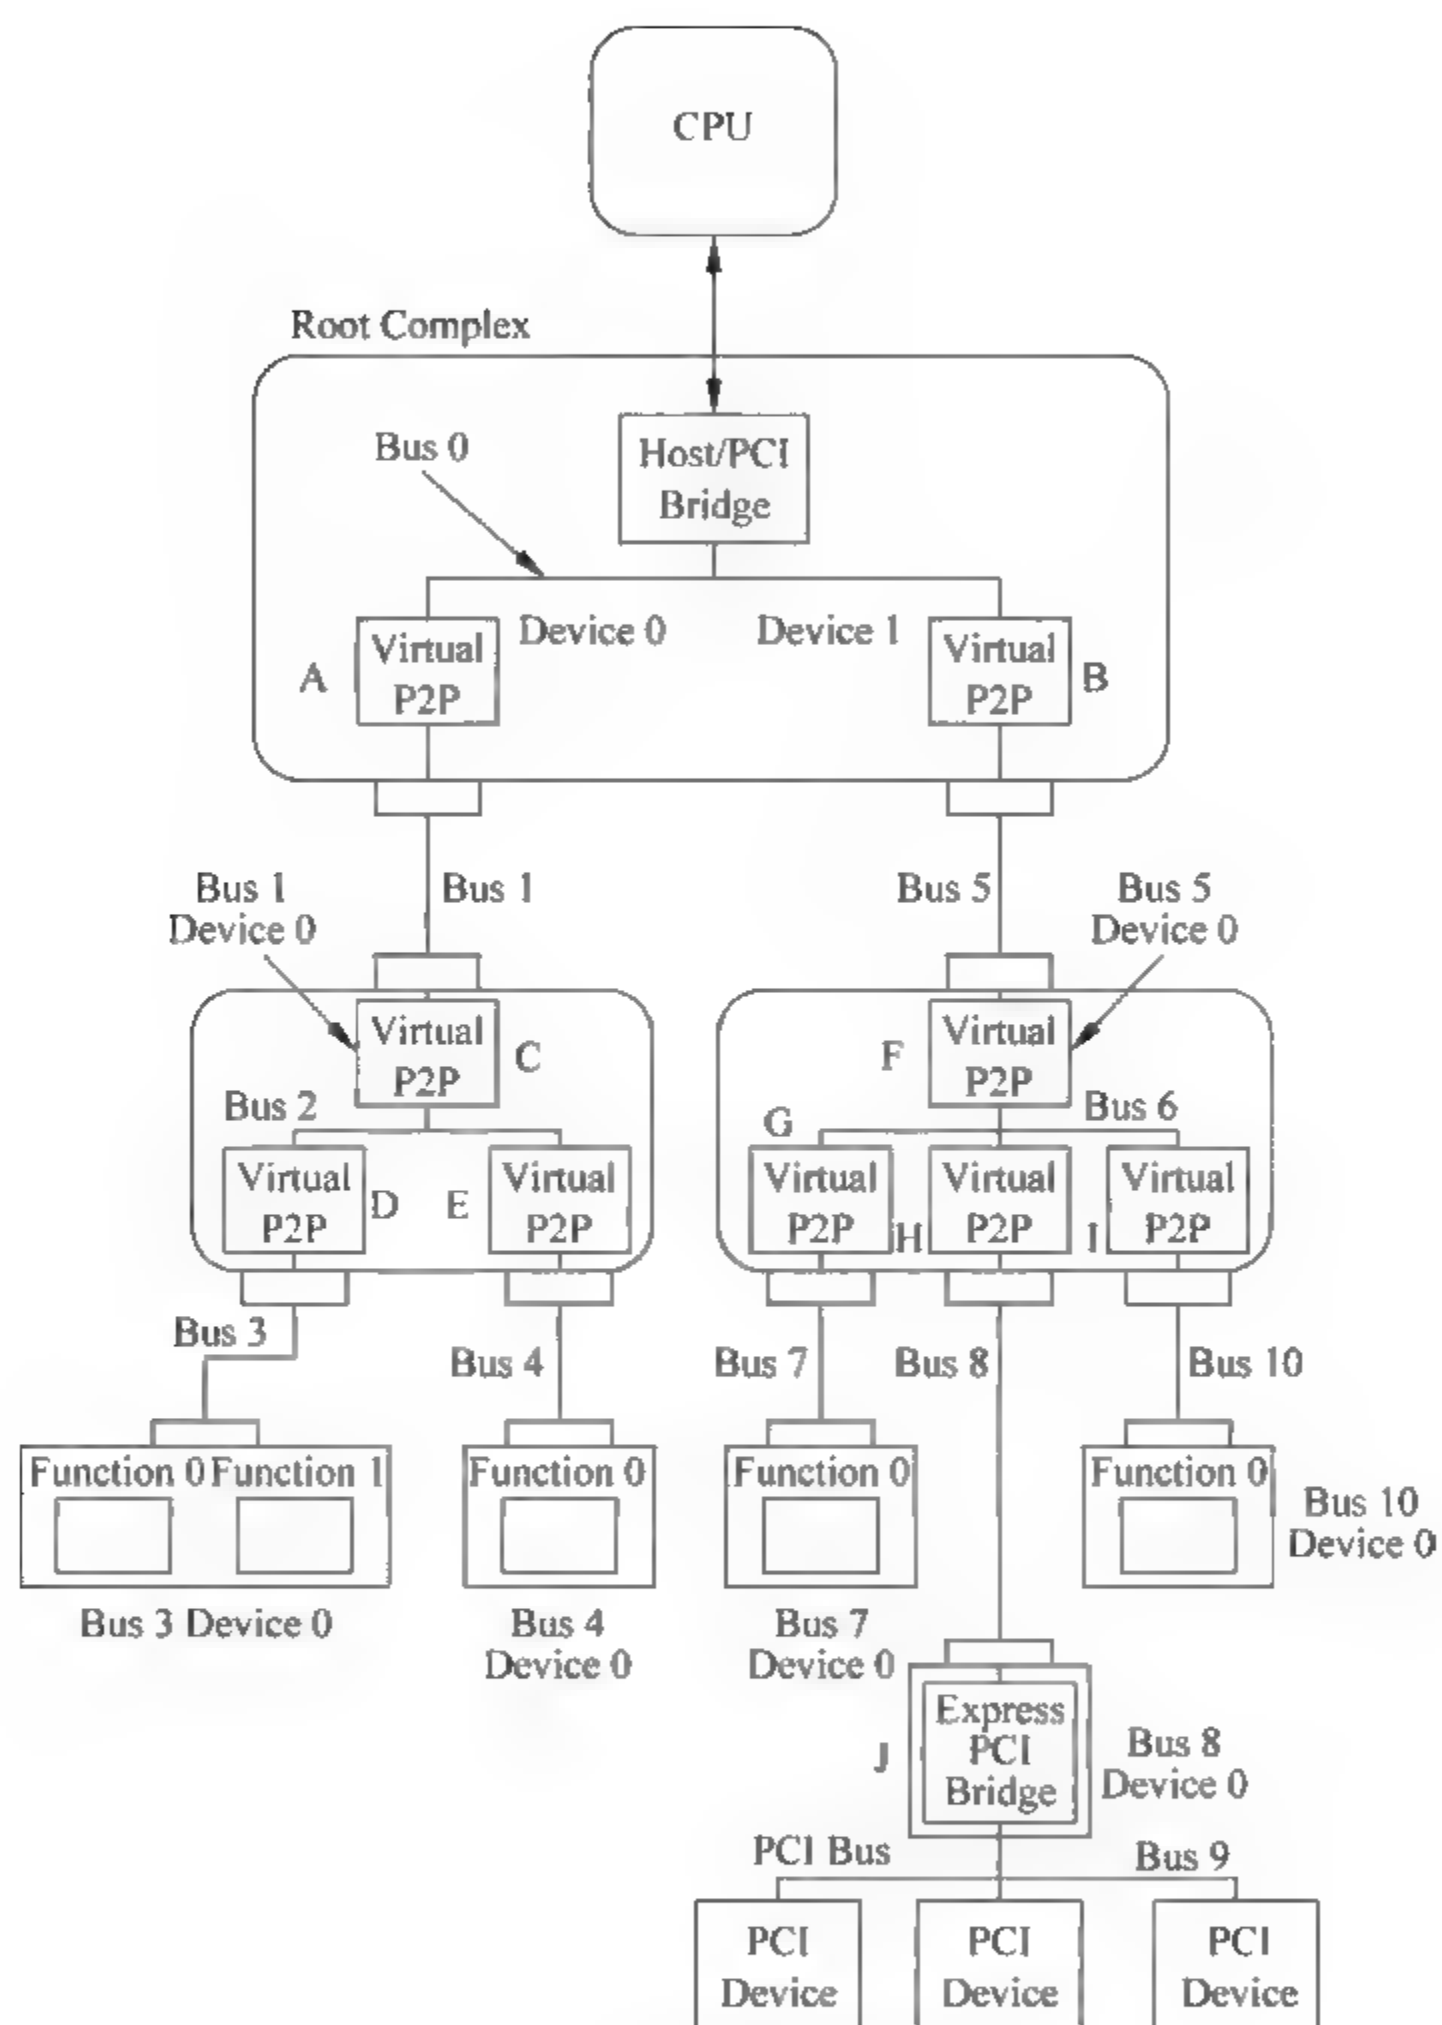 CPU
Root Complex
Bus 0
Host/PCI
Bridge
Device 0
Device 1
A
Virtual
P2P
Virtual
P2P
B
Bus 1
Device 0
Bus 1
Bus 5
Bus 5
Device 0
Virtual
P2P
C
F
Virtual
P2P
Bus 2
Bus 6
Virtual
P2P
D
E
Virtual
P2P
G
Virtual
P2P
H
Virtual
P2P
I
Virtual
P2P
Bus 3
Bus 4
Bus 7
Bus 8
Bus 10
Function 0
Function 1
Function 0
Function 0
Function 0
Bus 3 Device 0
Bus 4
Device 0
Bus 7
Device 0
Bus 10
Device 0
J
Express
PCI
Bridge
Bus 8
Device 0
PCI Bus
Bus 9
PCI
Device
PCI
Device
PCI
Device